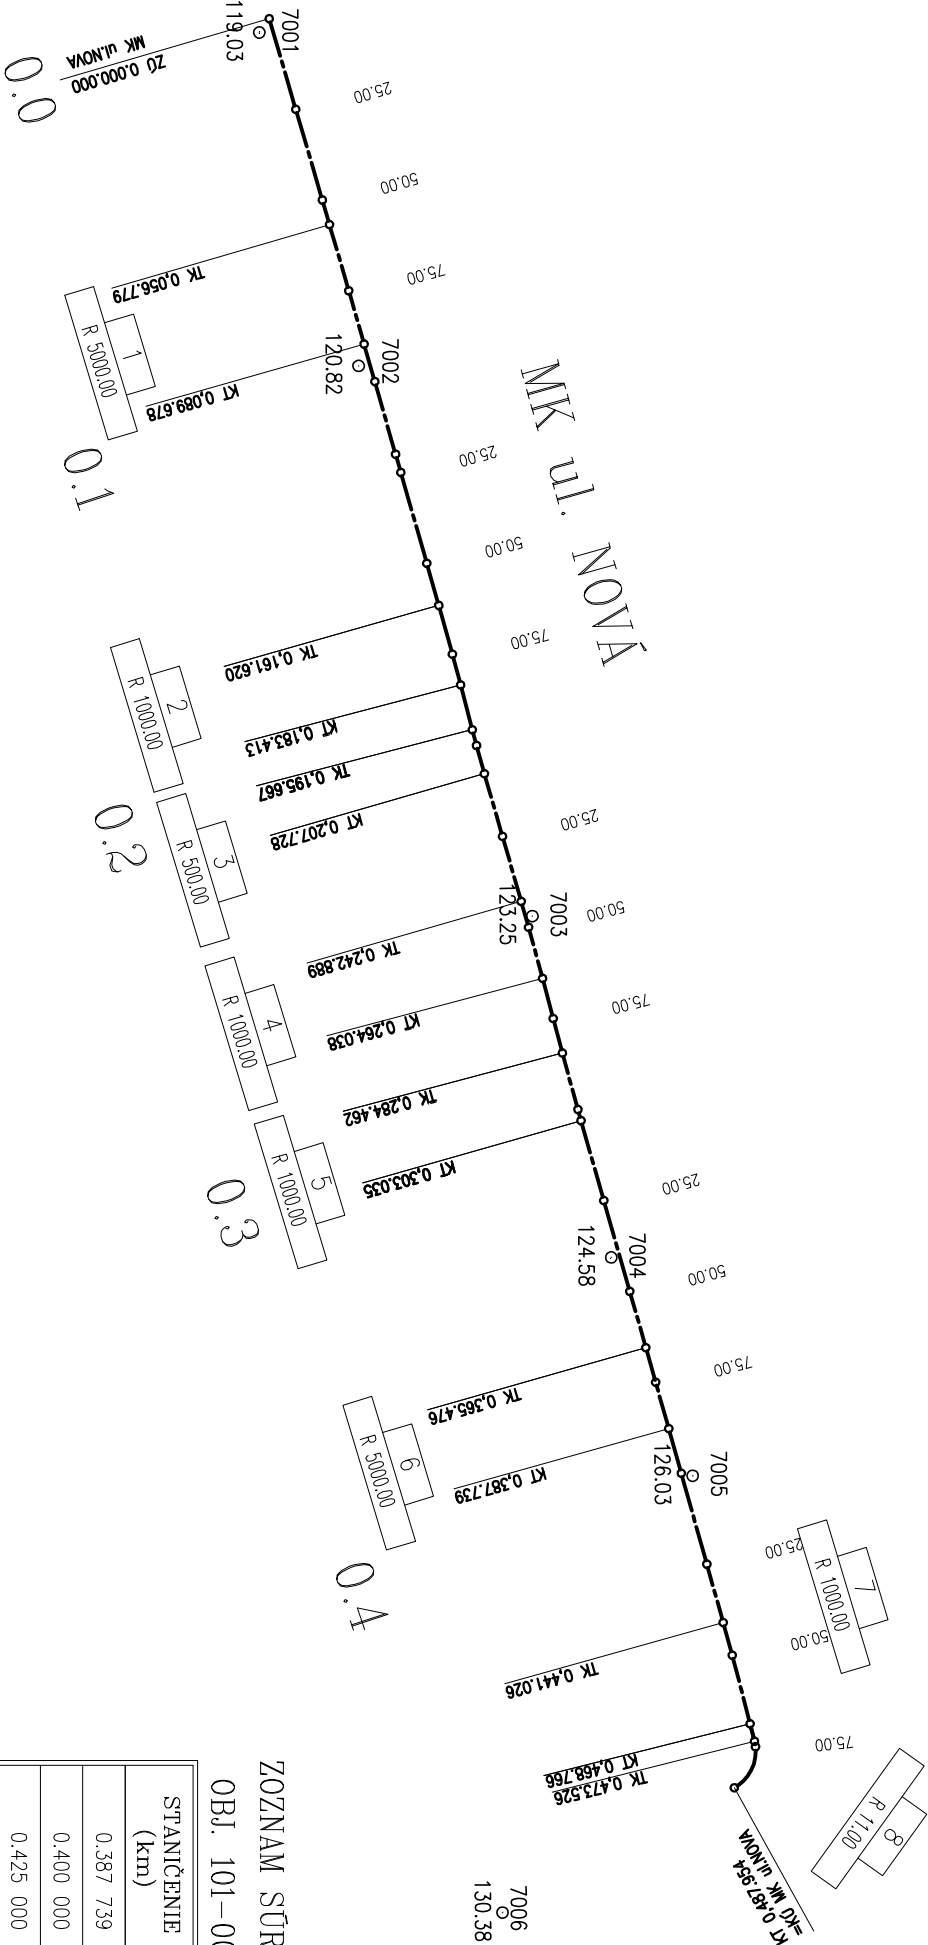 7001
119.03
ZÚ 0.000.000
MK ul.NOVA
0.0
25.00
50.00
TK 0,056.779
75.00
1
R 5000.00
7002
120.82
KT 0,089.678
0.1
MK ul. NOVÁ
25.00
50.00
TK 0,161.620
75.00
2
R 1000.00
KT 0,183.413
TK 0,195.667
0.2
3
R 500.00
KT 0,207.728
25.00
7003
123.25
50.00
TK 0,242.889
4
R 1000.00
KT 0,264.038
75.00
TK 0,284.462
5
R 1000.00
KT 0,303.035
0.3
25.00
7004
124.58
50.00
TK 0,365.476
75.00
6
R 5000.00
KT 0,387.739
7005
126.03
0.4
25.00
7
R 1000.00
50.00
TK 0,441.026
KT 0,468.766
TK 0,473.526
75.00
8
R 11.00
KT 0,487.954
=KÚ MK ul.NOVA
7006
130.38
ZOZNAM SÚR
OBJ. 101-0
STANIČENIE
(km)
0.387 739
0.400 000
0.425 000